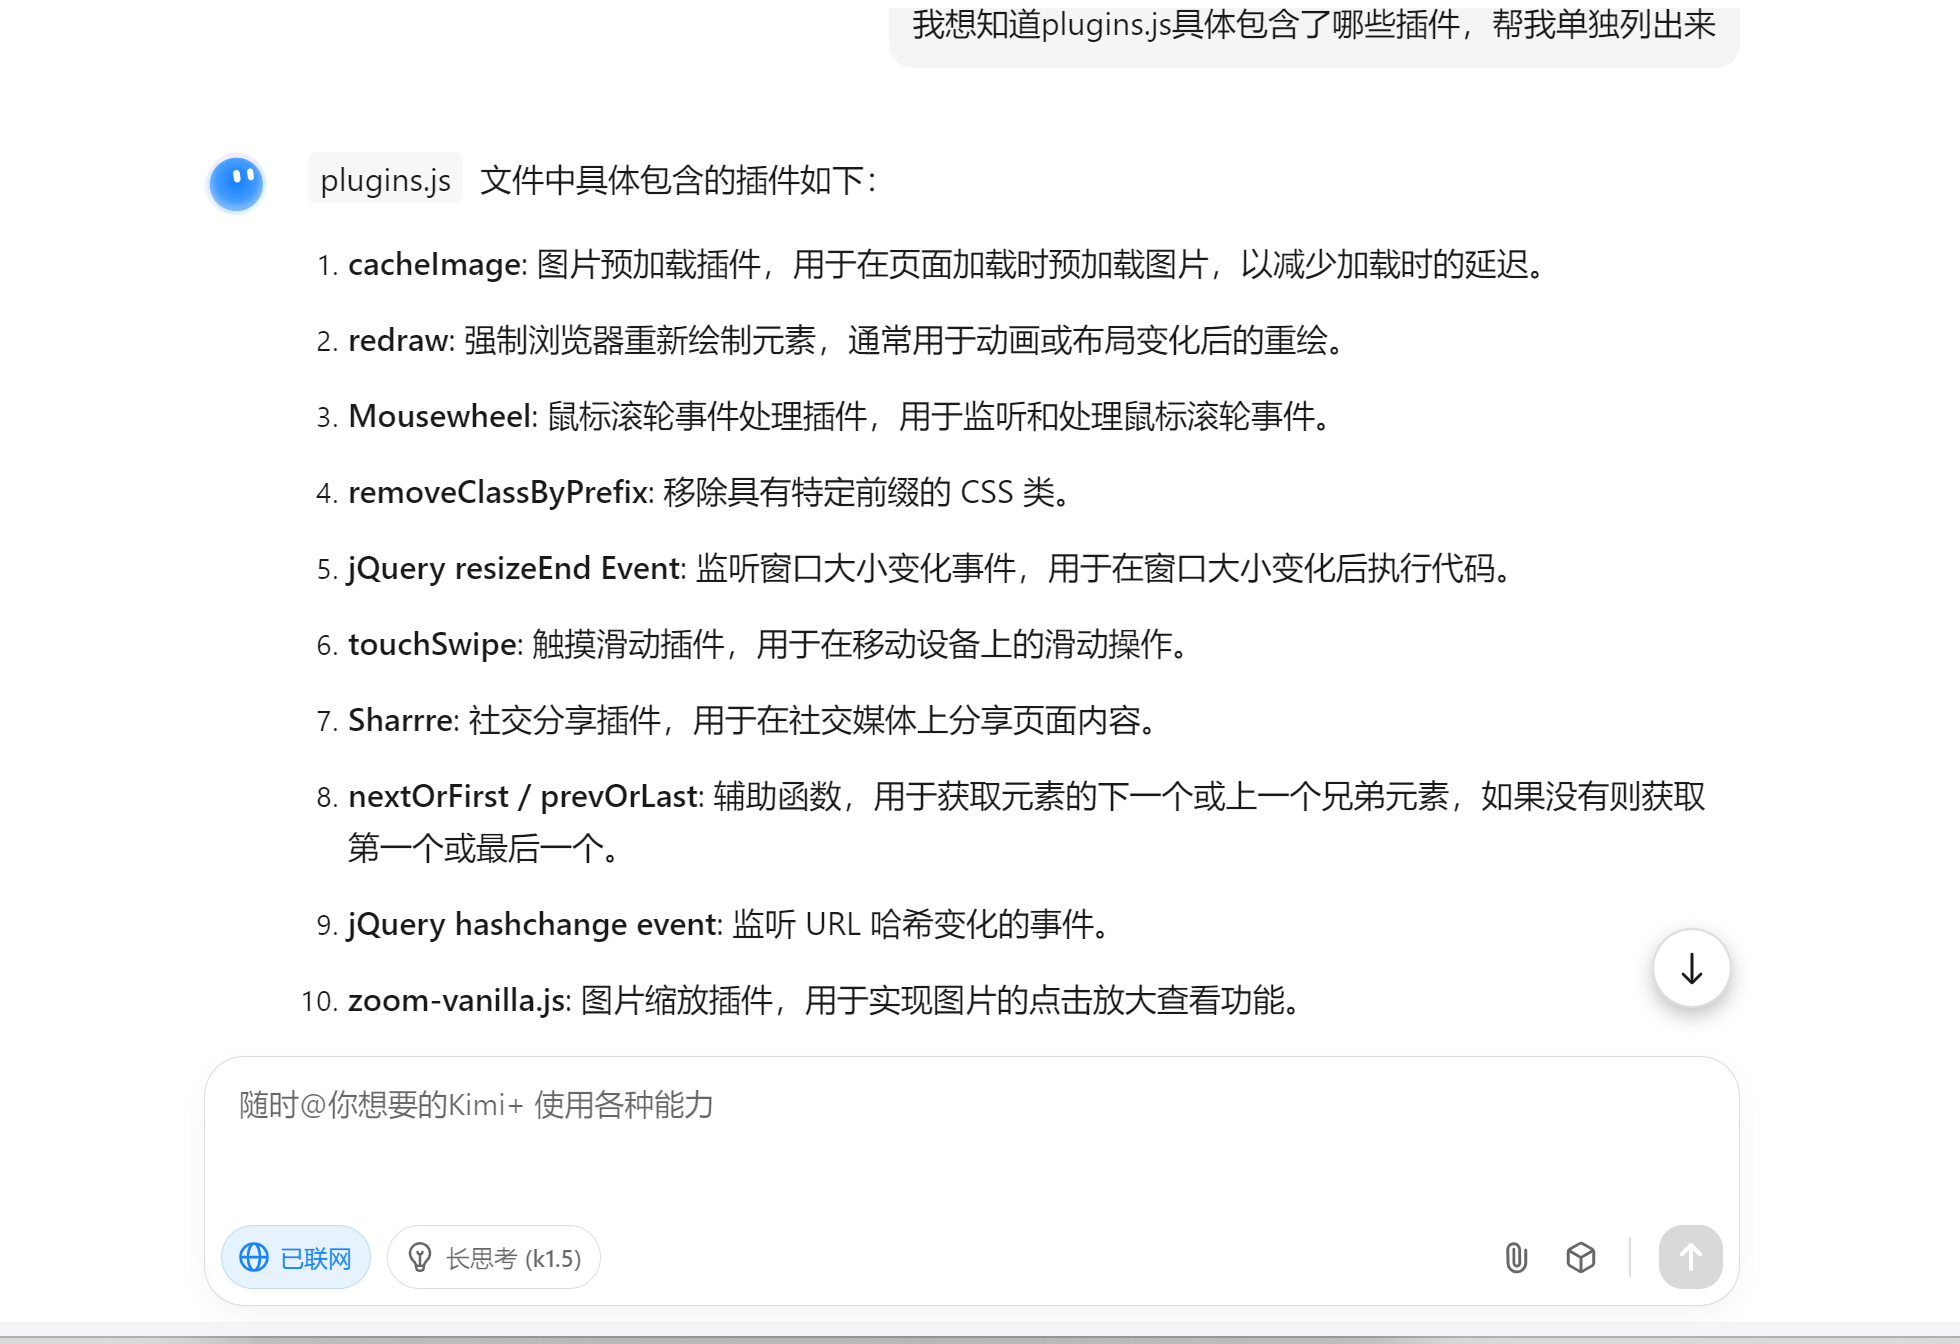 我想知道plugins.js具体包含了哪些插件，帮我单独列出来
plugins.js 文件中具体包含的插件如下：
1. cacheImage: 图片预加载插件，用于在页面加载时预加载图片，以减少加载时的延迟。
2. redraw: 强制浏览器重新绘制元素，通常用于动画或布局变化后的重绘。
3. Mousewheel: 鼠标滚轮事件处理插件，用于监听和处理鼠标滚轮事件。
4. removeClassByPrefix: 移除具有特定前缀的 CSS 类。
5. jQuery resizeEnd Event: 监听窗口大小变化事件，用于在窗口大小变化后执行代码。
6. touchSwipe: 触摸滑动插件，用于在移动设备上的滑动操作。
7. Sharrre: 社交分享插件，用于在社交媒体上分享页面内容。
8. nextOrFirst / prevOrLast: 辅助函数，用于获取元素的下一个或上一个兄弟元素，如果没有则获取
第一个或最后一个。
9. jQuery hashchange event: 监听 URL 哈希变化的事件。
10. zoom-vanilla.js: 图片缩放插件，用于实现图片的点击放大查看功能。
随时@你想要的Kimi+ 使用各种能力
已联网 长思考 (k1.5)